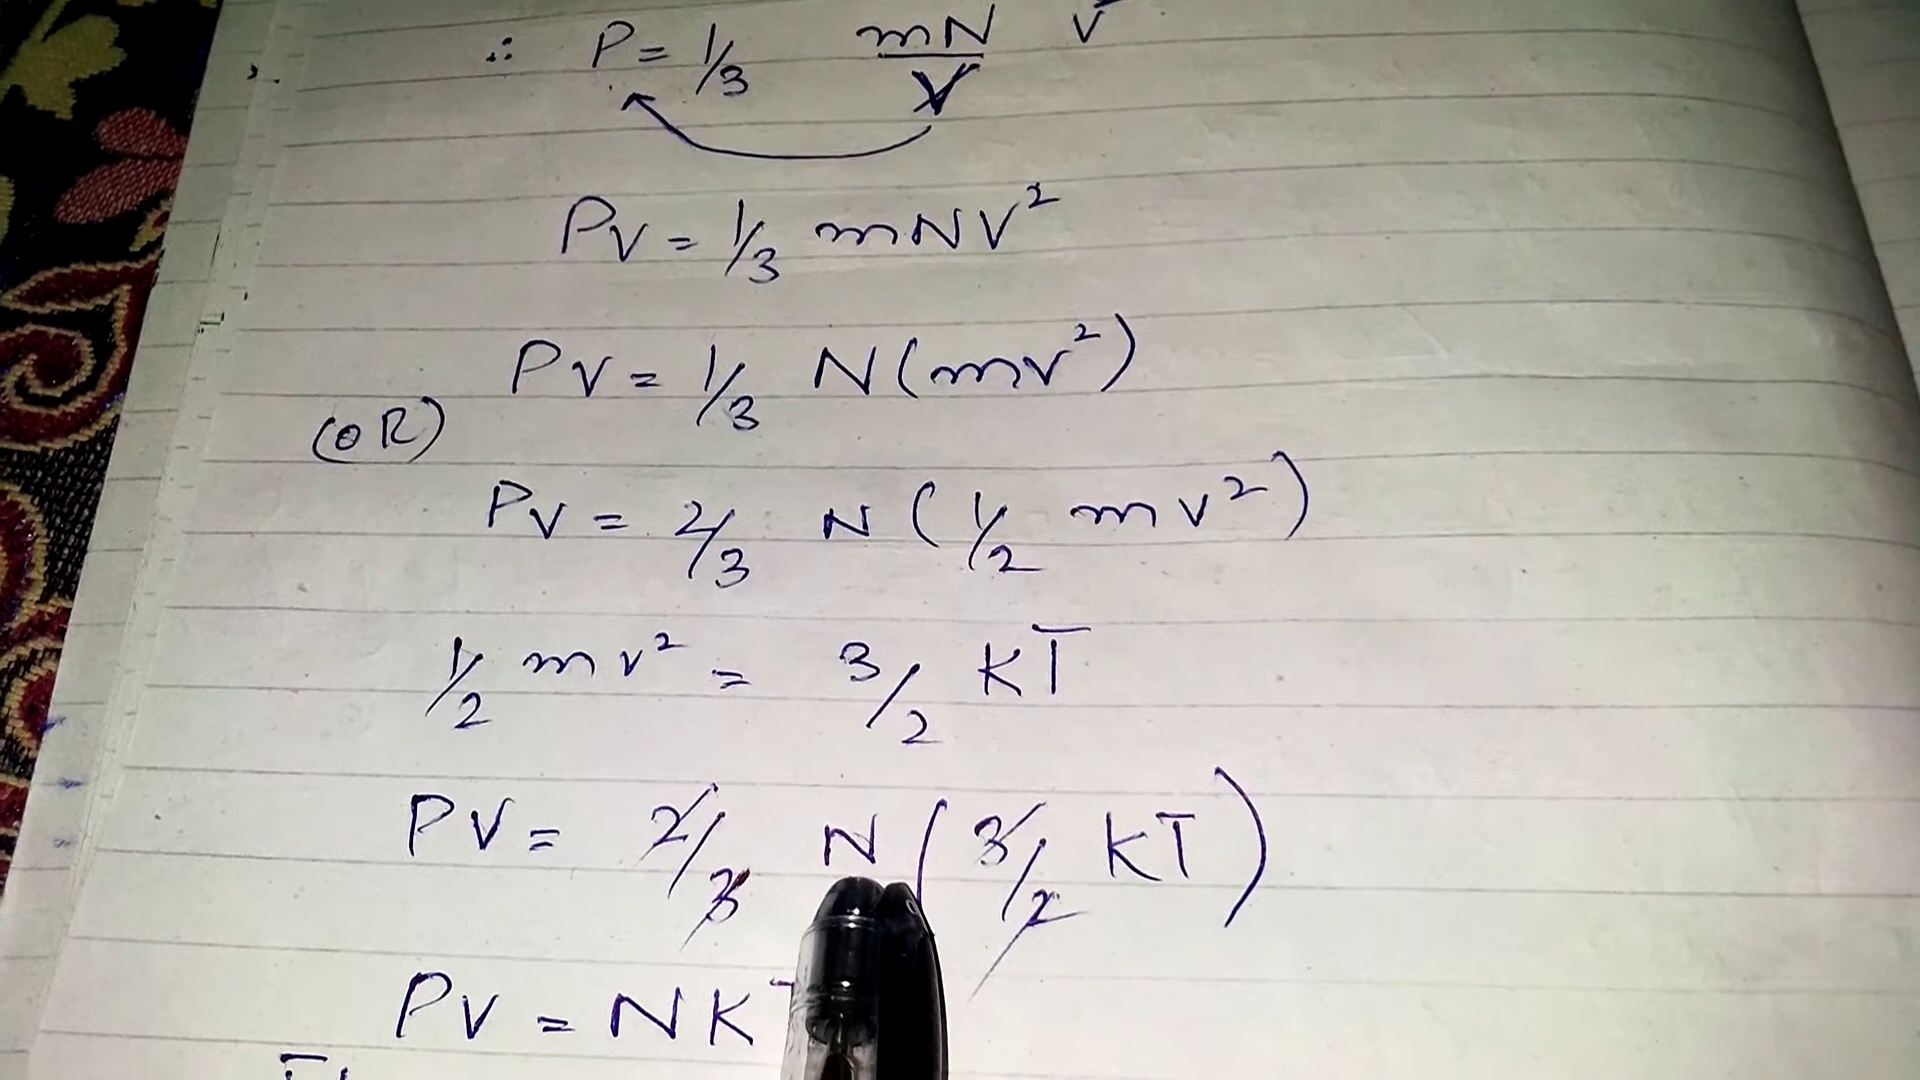 ∴ P = 1/3 mN/V v
PV = 1/3 mNV²
PV = 1/3 N(mv²)
(OR)
PV = 2/3 N (1/2 mv²)
1/2 mv² = 3/2 KT
PV = 2/3 N (3/2 KT)
PV = NK